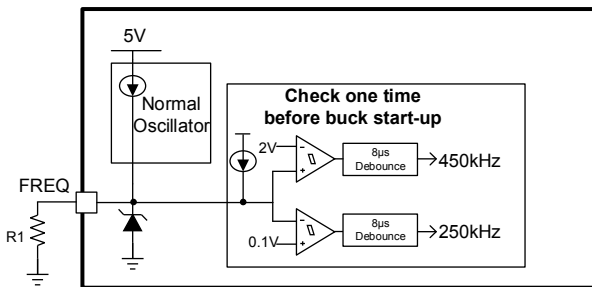 5V
Normal
Oscillator
Check one time
before buck start-up
2V
8µs
Debounce
450kHz
FREQ
R1
0.1V
8µs
Debounce
250kHz